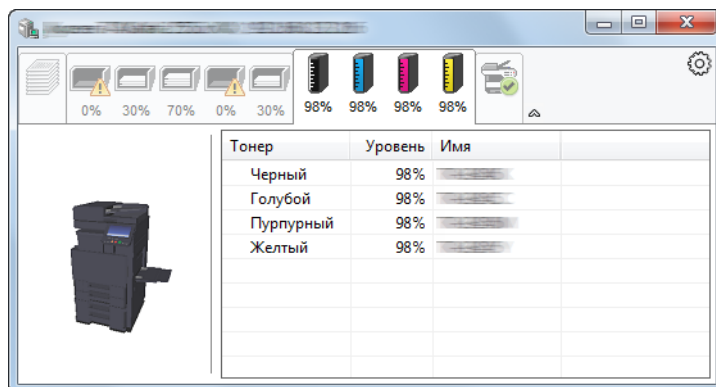 0% 30% 70% 0% 30% 98% 98% 98% 98%
Тонер Уровень Имя
Черный 98%
Голубой 98%
Пурпурный 98%
Желтый 98%